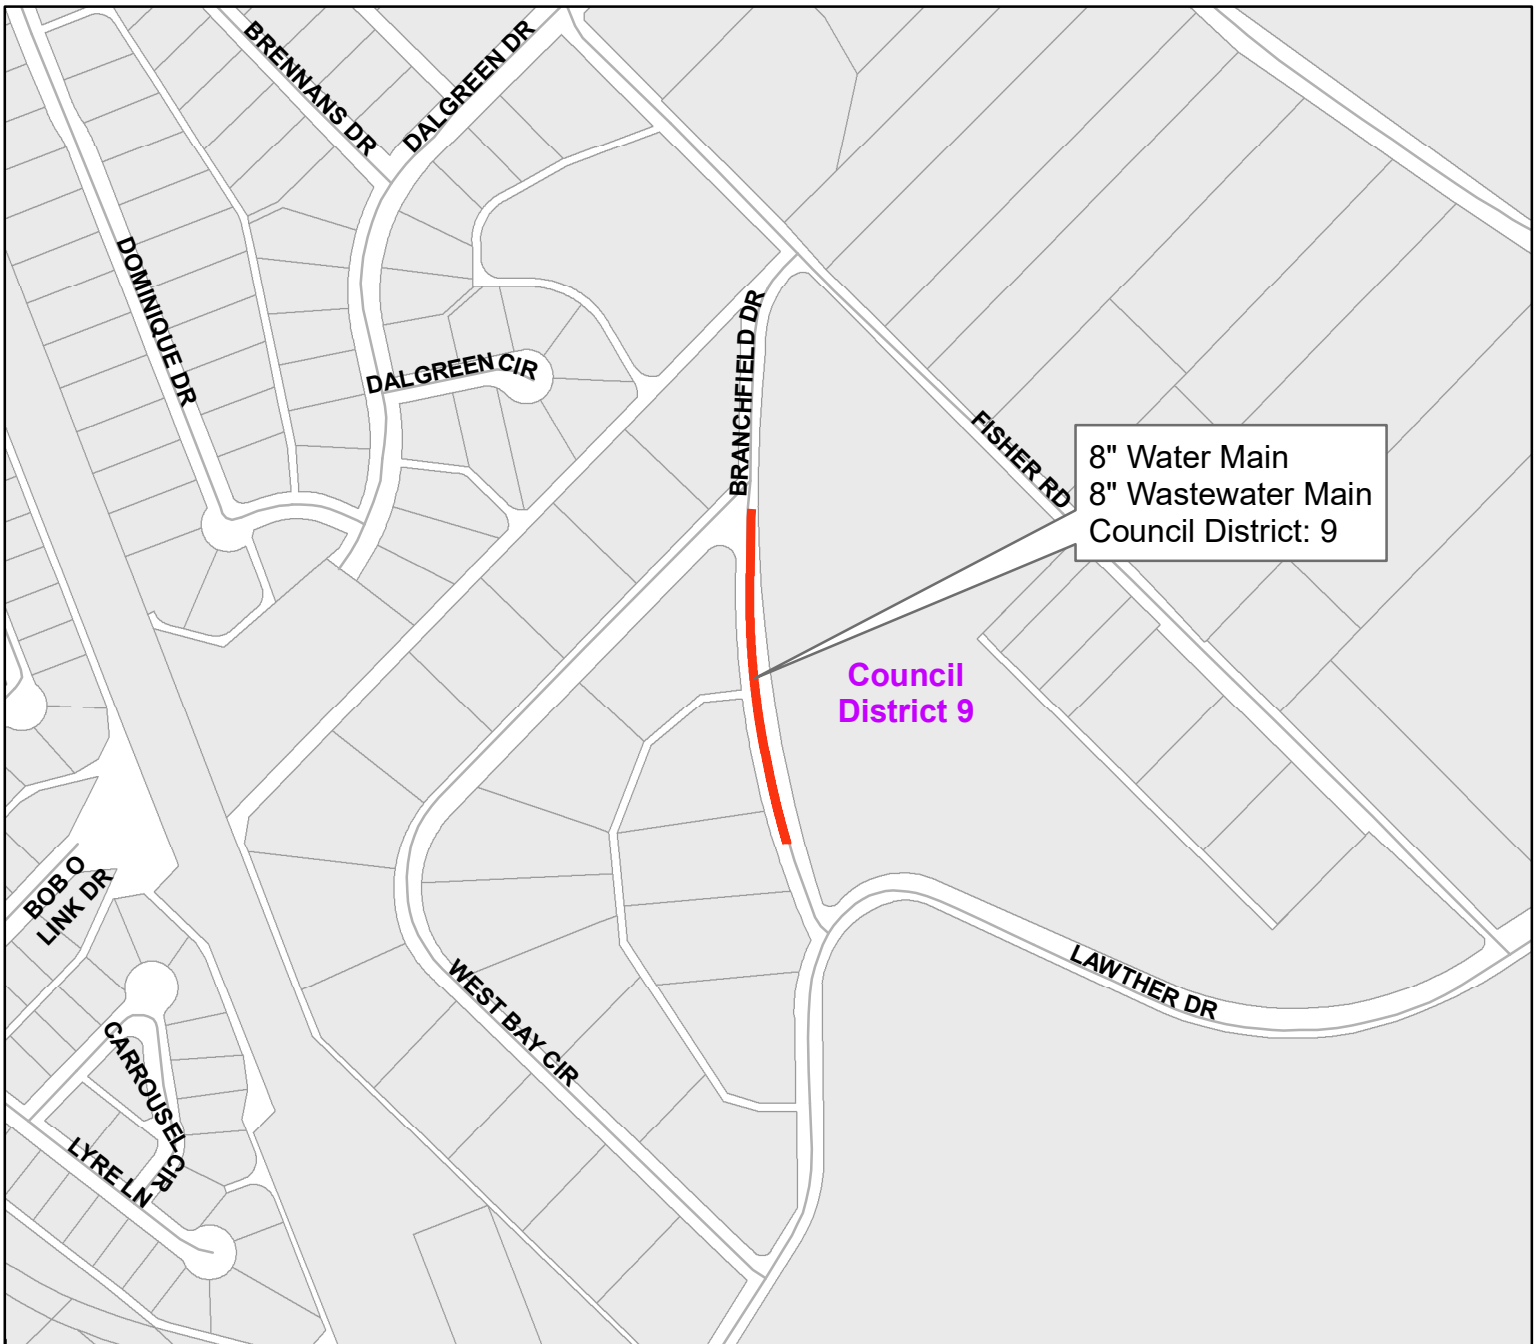 BRENNANS DR
DALGREEN DR
DOMINIQUE DR
BRANCHFIELD DR
DALGREEN CIR
FISHER RD
8" Water Main
8" Wastewater Main
Council District: 9
Council
District 9
BOB O
LINK DR
WEST BAY CIR
LAWTHER DR
CARROUSEL CIR
LYRE LN